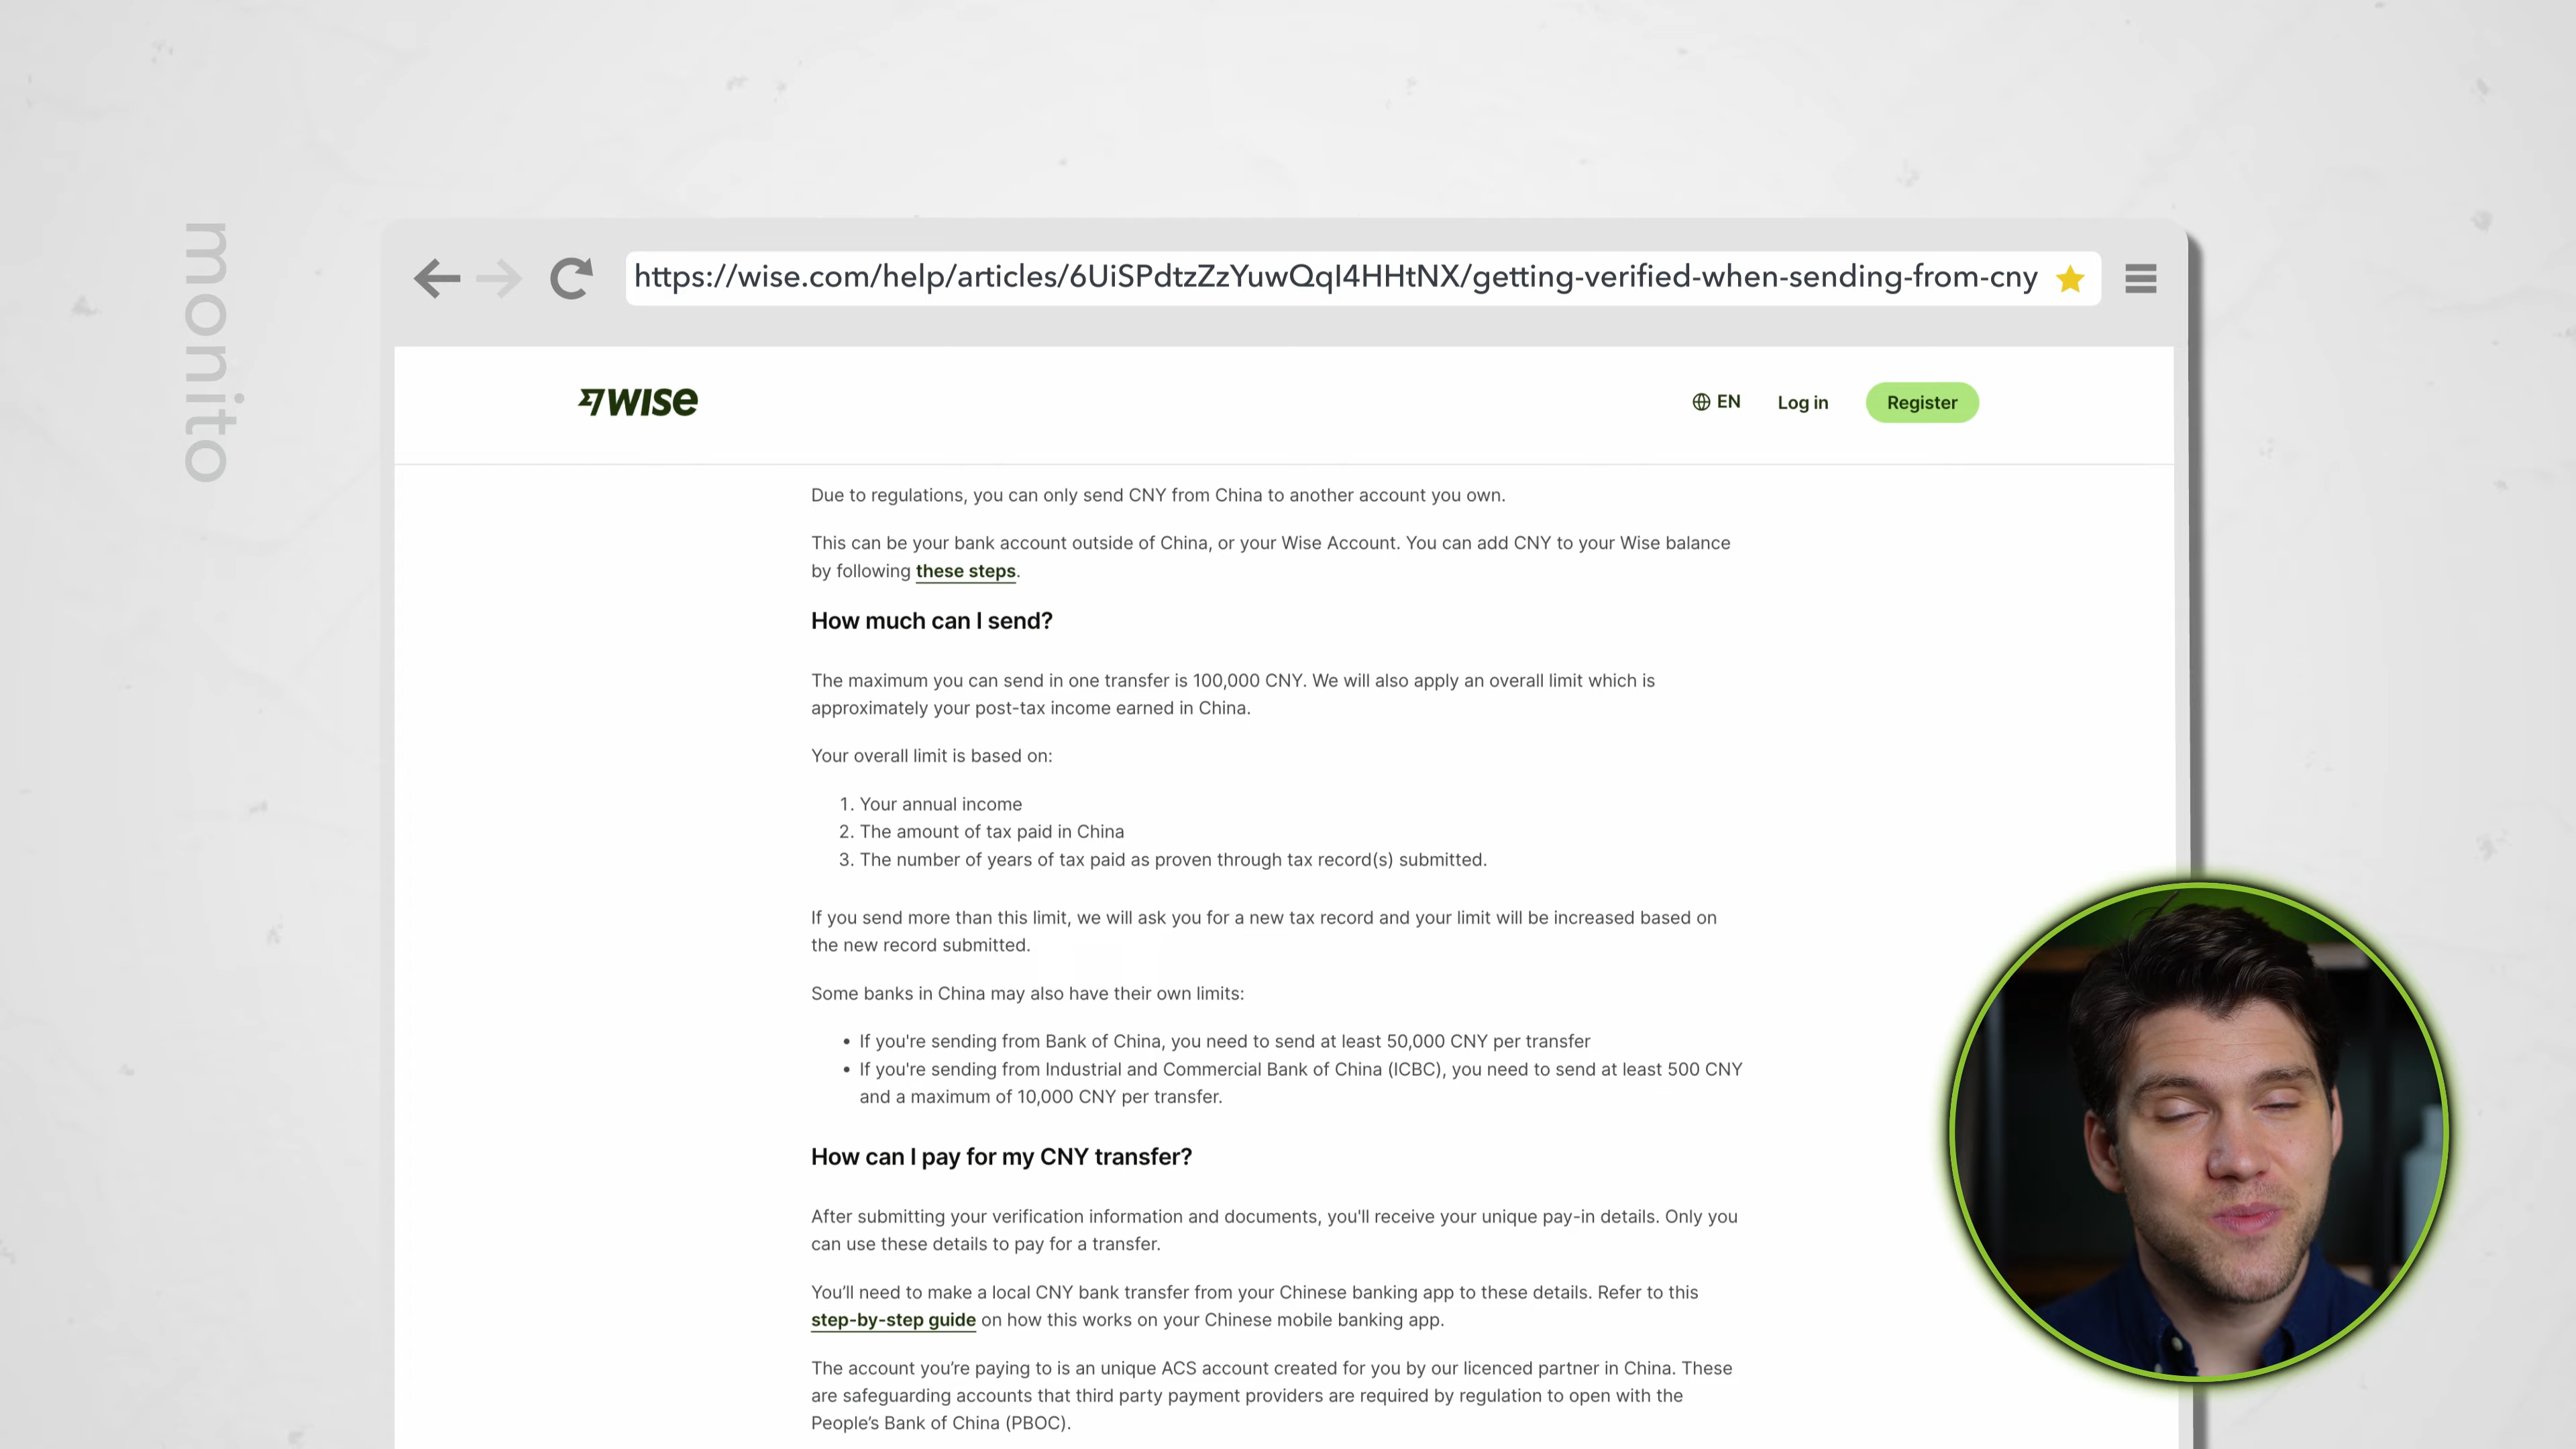 monito
https://wise.com/help/articles/6UiSPdtzZzYuwQqI4HHtNX/getting-verified-when-sending-from-cny
WISE
EN
Log in
Register
Due to regulations, you can only send CNY from China to another account you own.
This can be your bank account outside of China, or your Wise Account. You can add CNY to your Wise balance
by following these steps.
How much can I send?
The maximum you can send in one transfer is 100,000 CNY. We will also apply an overall limit which is
approximately your post-tax income earned in China.
Your overall limit is based on:
1. Your annual income
2. The amount of tax paid in China
3. The number of years of tax paid as proven through tax record(s) submitted.
If you send more than this limit, we will ask you for a new tax record and your limit will be increased based on
the new record submitted.
Some banks in China may also have their own limits:
• If you're sending from Bank of China, you need to send at least 50,000 CNY per transfer
• If you're sending from Industrial and Commercial Bank of China (ICBC), you need to send at least 500 CNY
and a maximum of 10,000 CNY per transfer.
How can I pay for my CNY transfer?
After submitting your verification information and documents, you'll receive your unique pay-in details. Only you
can use these details to pay for a transfer.
You’ll need to make a local CNY bank transfer from your Chinese banking app to these details. Refer to this
step-by-step guide on how this works on your Chinese mobile banking app.
The account you’re paying to is an unique ACS account created for you by our licenced partner in China. These
are safeguarding accounts that third party payment providers are required by regulation to open with the
People’s Bank of China (PBOC).